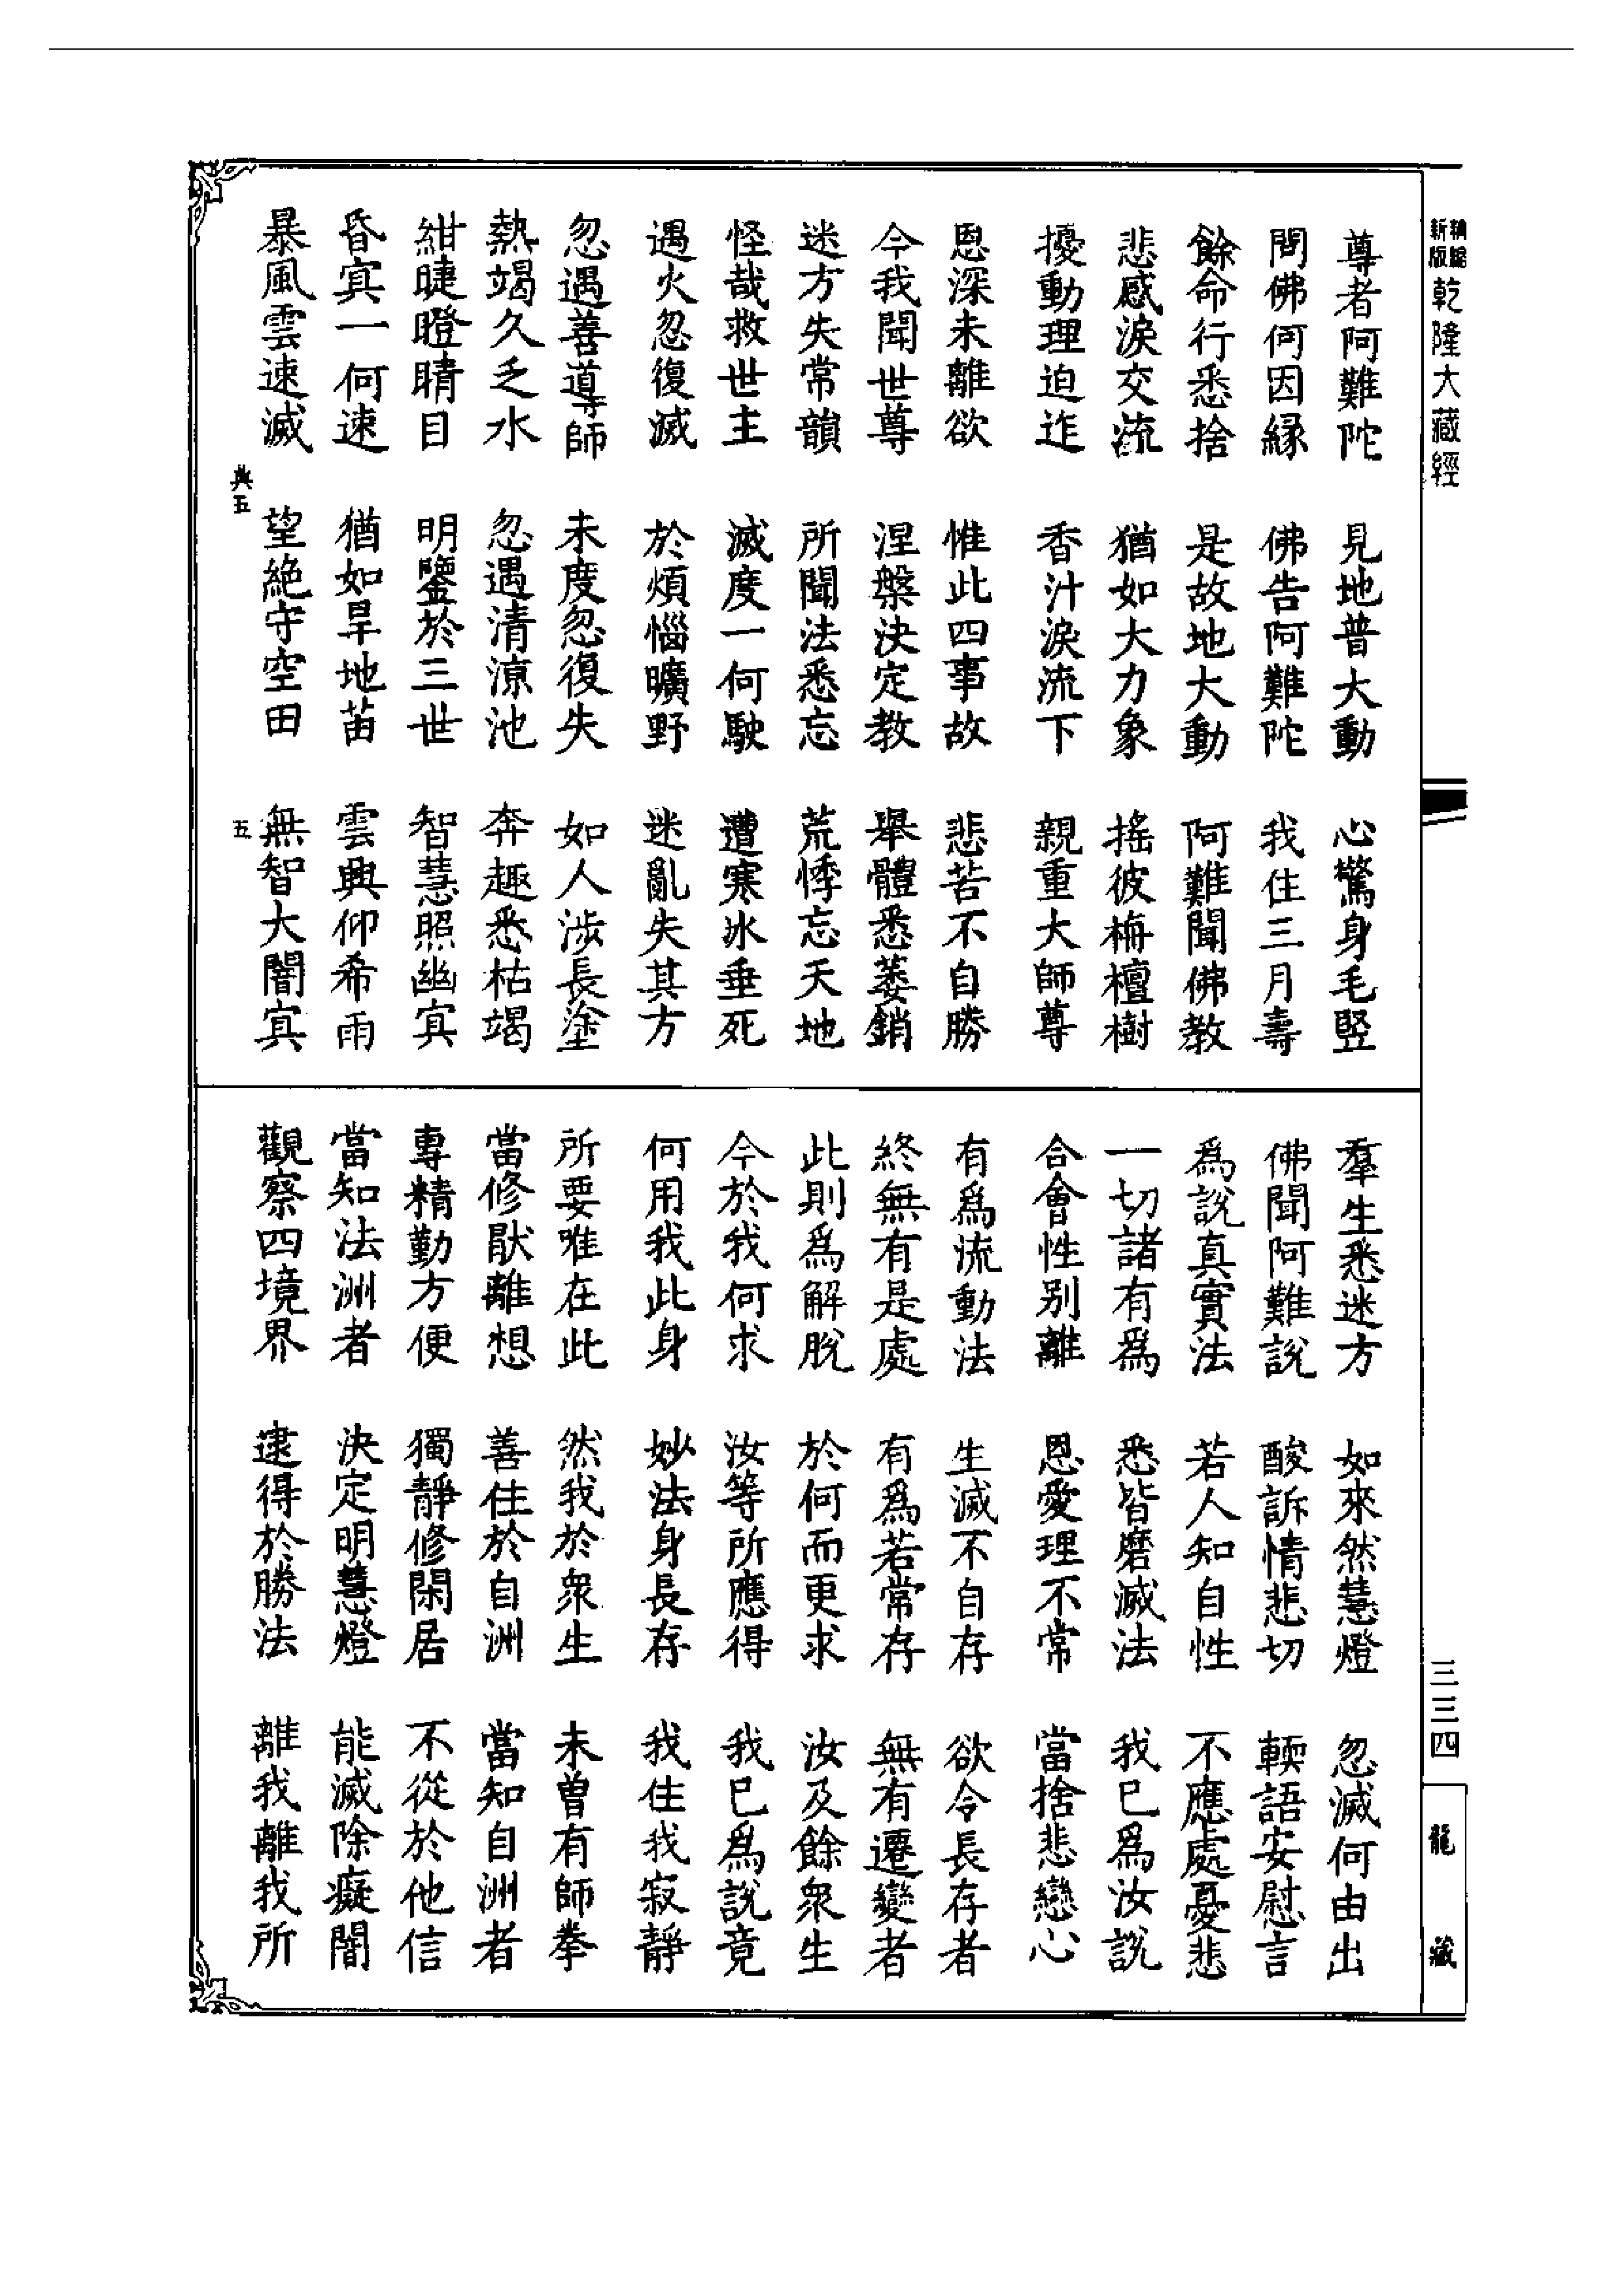 精縮新版乾隆大藏經
三三四
龍藏
尊者阿難陀　見地普大動　心驚身毛竪
問佛何因緣　佛告阿難陀　我住三月壽
餘命行悉捨　是故地大動　阿難聞佛教
悲感淚交流　猶如大力象　搖彼栴檀樹
擾動理迫迮　香汁淚流下　親重大師尊
恩深未離欲　惟此四事故　悲苦不自勝
今我聞世尊　涅槃決定教　舉體悉萎銷
迷方失常韻　所聞法悉忘　荒悸忘天地
怪哉救世主　滅度一何駛　遭寒氷垂死
遇火忽復滅　於煩惱曠野　迷亂失其方
忽遇善導師　未度忽復失　如人涉長塗
熱竭久乏水　忽遇清涼池　奔趣悉枯竭
紺睫瞪睛目　明鑒於三世　智慧照幽冥
昏冥一何速　猶如旱地苗　雲興仰希雨
暴風雲速滅　望絕守空田　無智大闇冥
典五
五
羣生悉迷方　如來然慧燈　忽滅何由出
佛聞阿難說　酸訴情悲切　輭語安慰言
為說真實法　若人知自性　不應處憂悲
一切諸有為　悉皆磨滅法　我已為汝說
合會性別離　恩愛理不常　當捨悲戀心
有為流動法　生滅不自存　欲令長存者
終無有是處　有為若常存　無有遷變者
此則為解脫　於何而更求　汝及餘衆生
今於我何求　汝等所應得　我已為說竟
何用我此身　妙法身長存　我住我寂靜
所要唯在此　然我於衆生　未曾有師拳
當修猒離想　善住於自洲　當知自洲者
專精勤方便　獨靜修閑居　不從於他信
當知法洲者　決定明慧燈　能滅除癡闇
觀察四境界　逮得於勝法　離我離我所